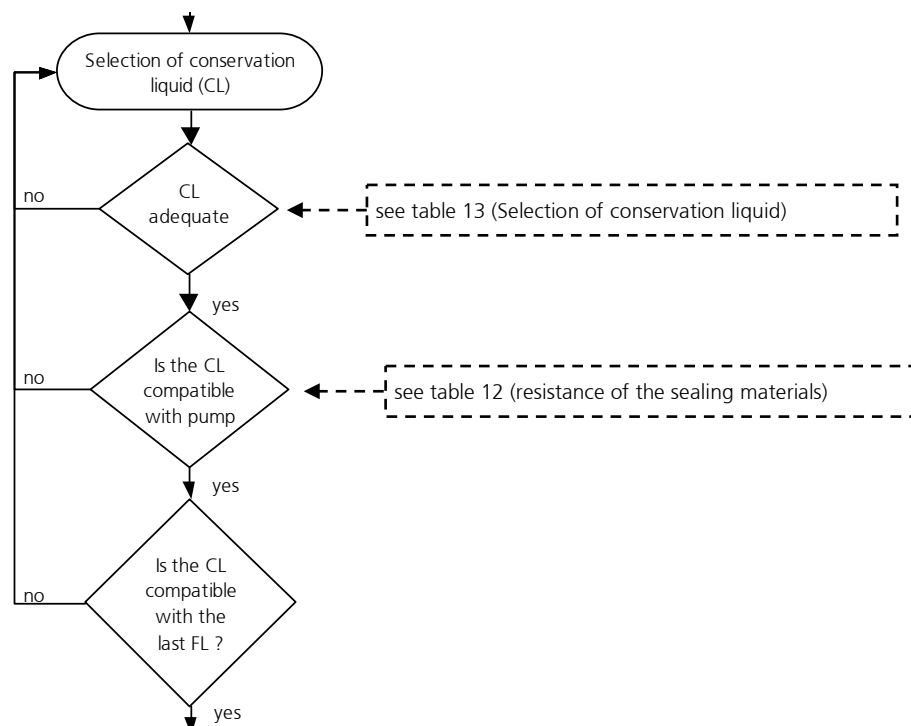 Selection of conservation
liquid (CL)
no
CL
adequate
see table 13 (Selection of conservation liquid)
yes
no
Is the CL
compatible
with pump
see table 12 (resistance of the sealing materials)
yes
no
Is the CL
compatible
with the
last FL ?
yes